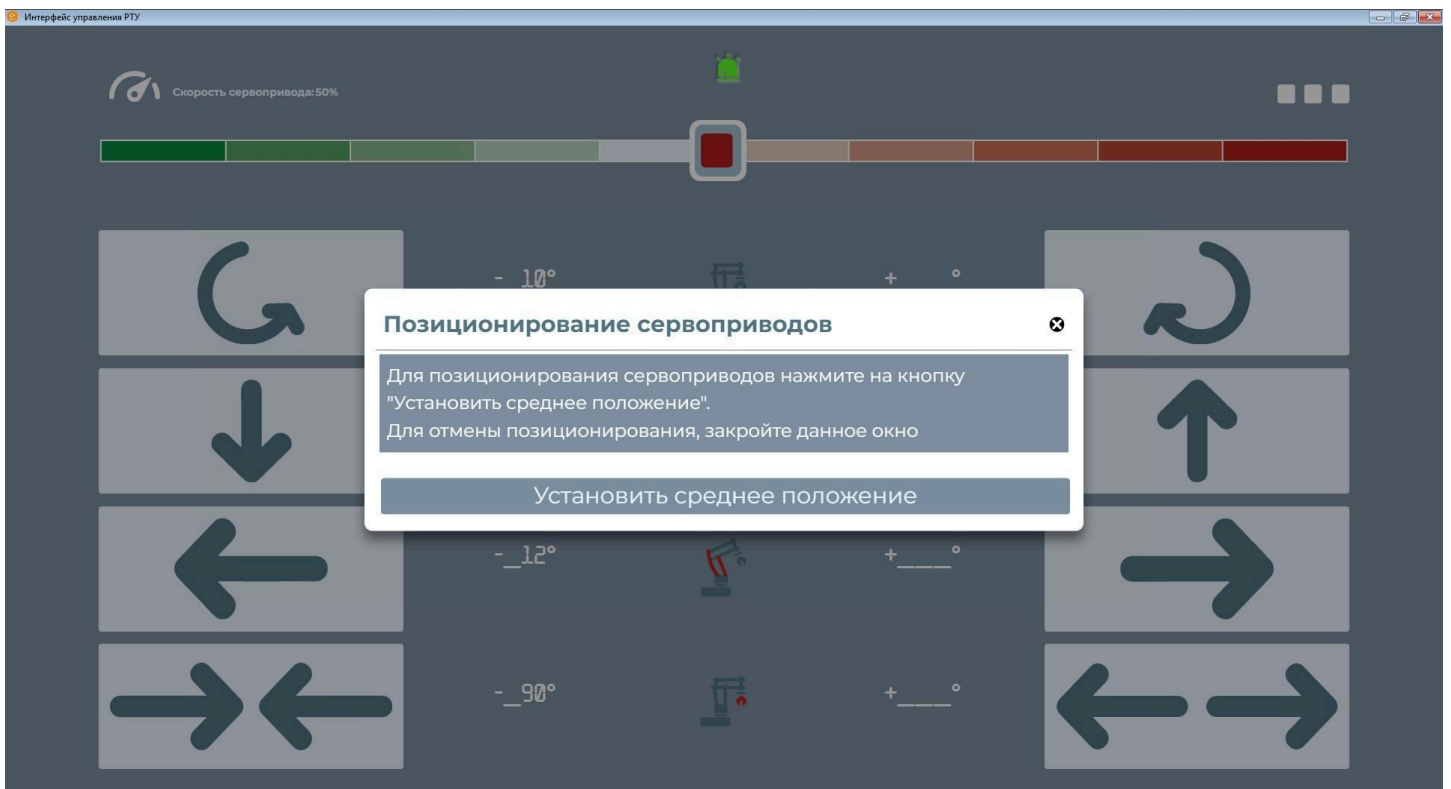 Интерфейс управления РТУ
Скорость сервопривода: 50%
- _10° + ° 
Позиционирование сервоприводов
Для позиционирования сервоприводов нажмите на кнопку
"Установить среднее положение".
Для отмены позиционирования, закройте данное окно
Установить среднее положение
-_12° +___°
-_90° +___°